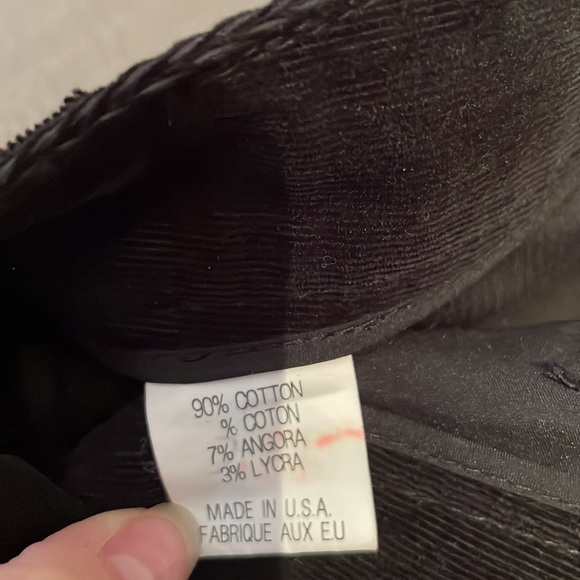 90% COTTON
% COTON
7% ANGORA
3% LYCRA
MADE IN U.S.A.
FABRIQUE AUX E.U